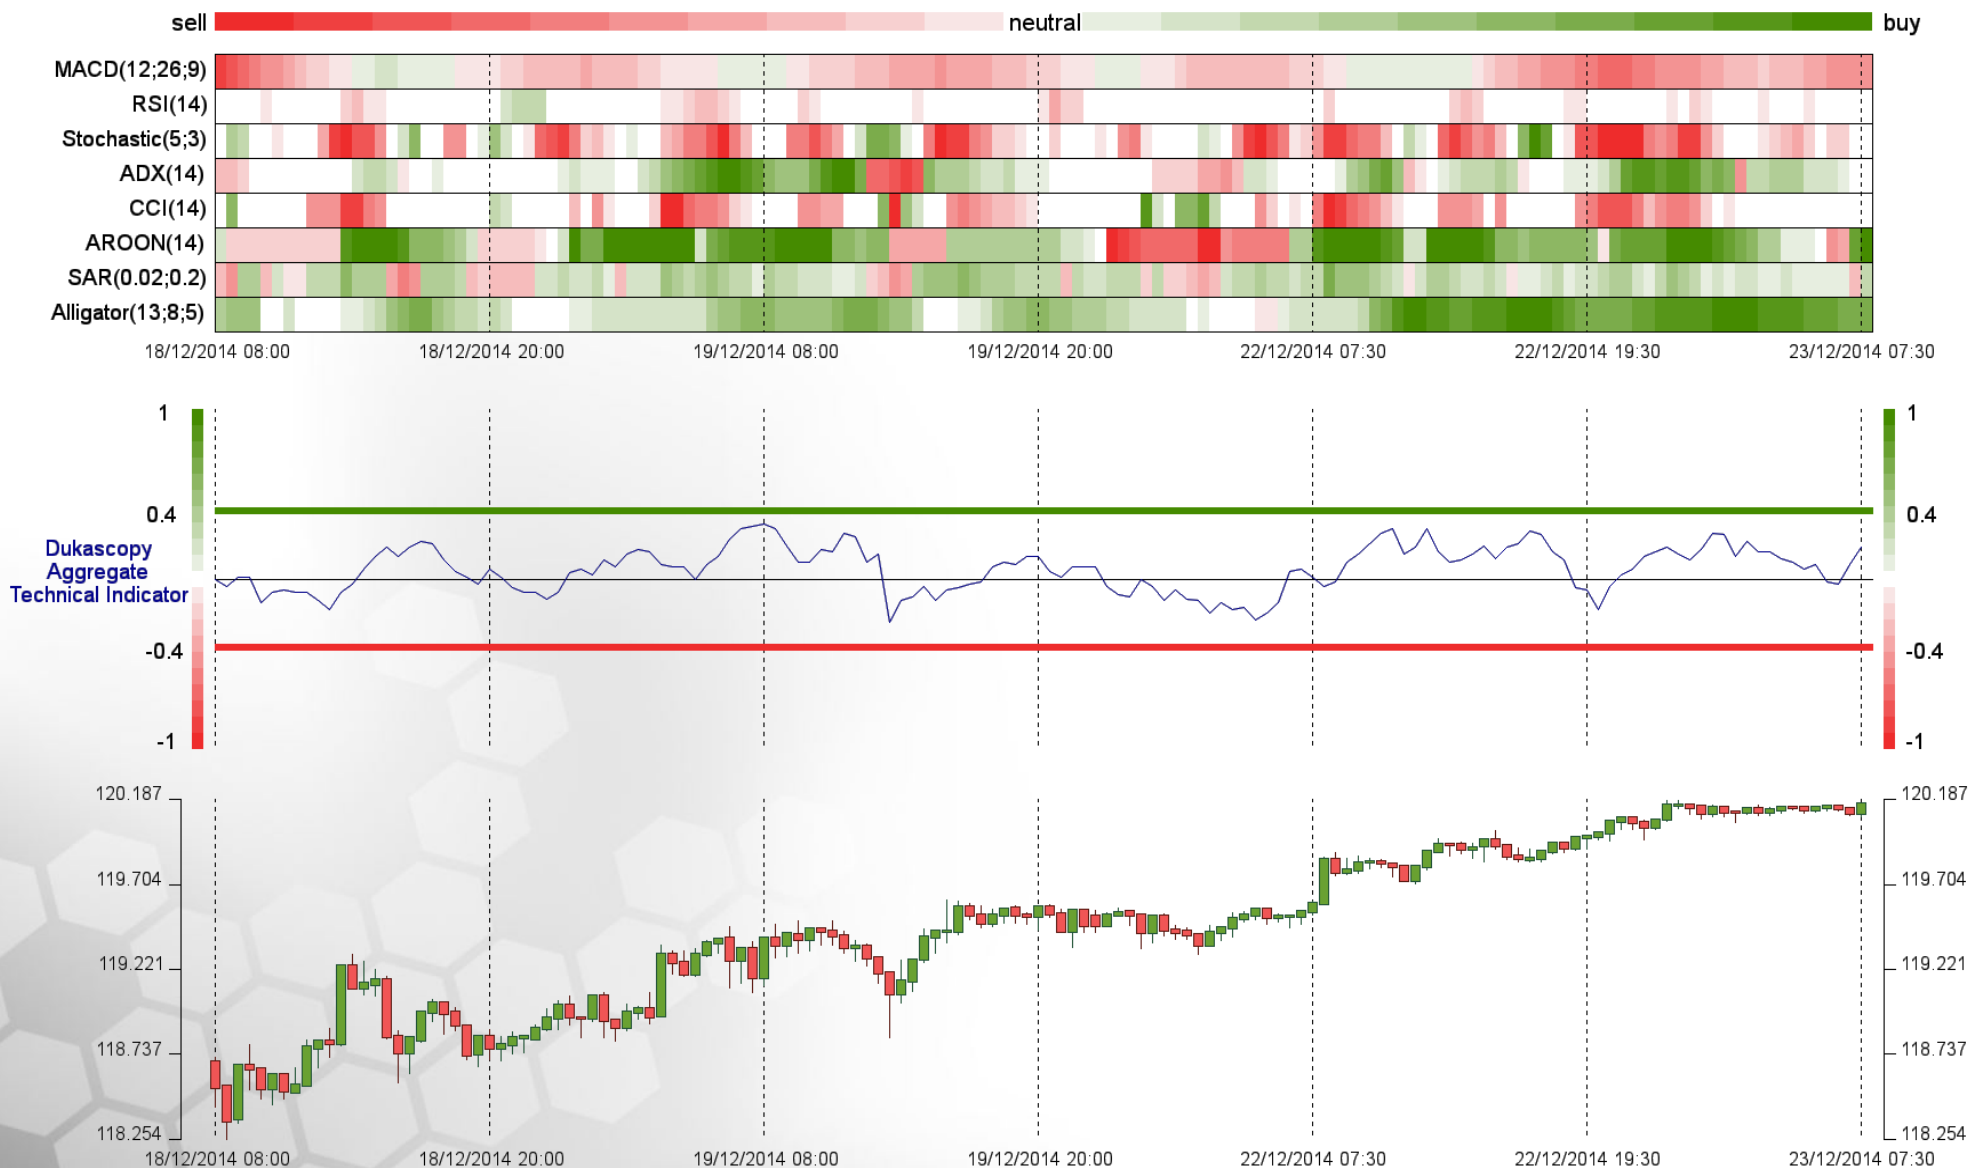 sell neutral buy
MACD(12;26;9)
RSI(14)
Stochastic(5;3)
ADX(14)
CCI(14)
AROON(14)
SAR(0.02;0.2)
Alligator(13;8;5)
18/12/2014 08:00 18/12/2014 20:00 19/12/2014 08:00 19/12/2014 20:00 22/12/2014 07:30 22/12/2014 19:30 23/12/2014 07:30
1 1
0.4 0.4
Dukascopy
Aggregate
Technical Indicator
-0.4 -0.4
-1 -1
120.187 120.187
119.704 119.704
119.221 119.221
118.737 118.737
118.254 118.254
18/12/2014 08:00 18/12/2014 20:00 19/12/2014 08:00 19/12/2014 20:00 22/12/2014 07:30 22/12/2014 19:30 23/12/2014 07:30